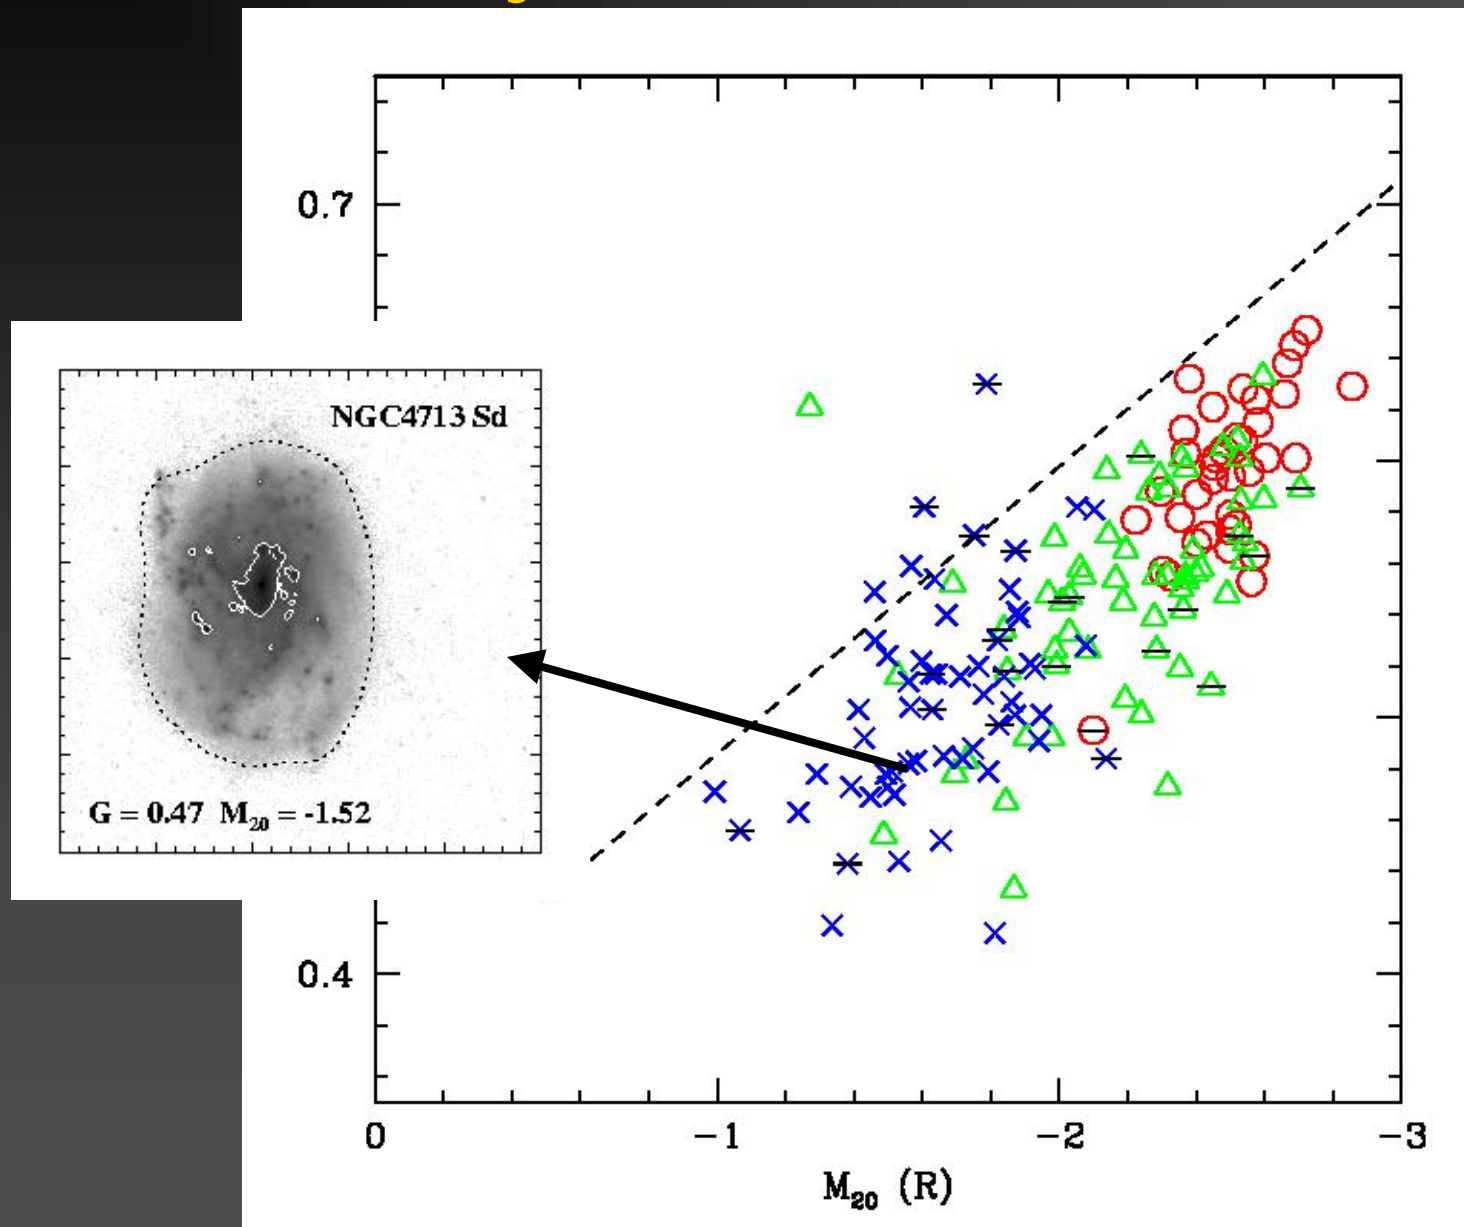 0.7
NGC4713 Sd
G = 0.47 M₂₀ = -1.52
0.4
0 −1 −2 −3
M₂₀ (R)